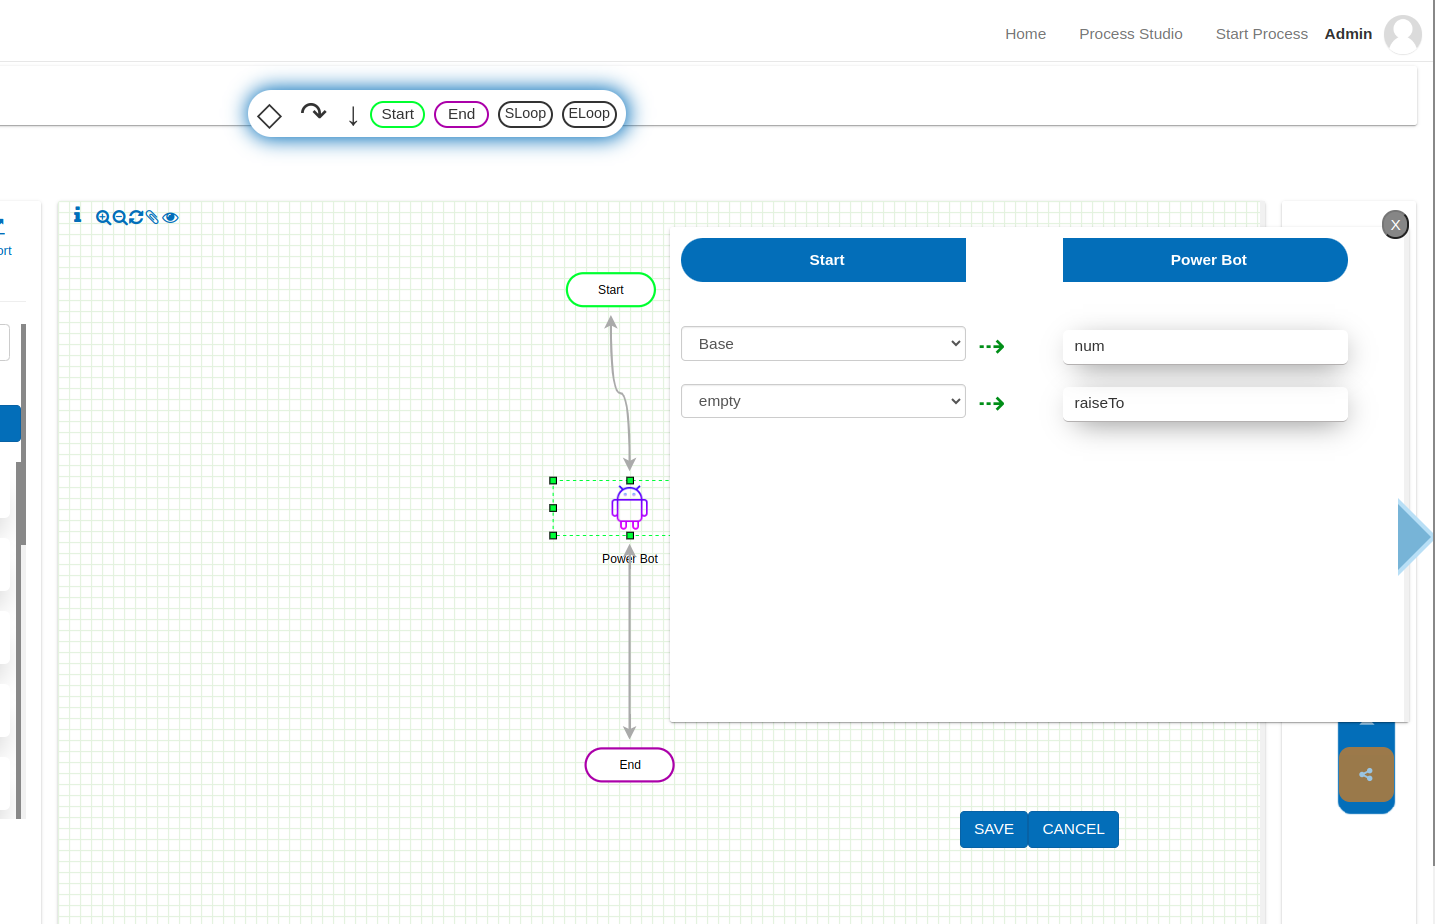 Home Process Studio Start Process Admin
Start End SLoop ELoop
ort
X
Start Power Bot
Start
Base num
empty raiseTo
Power Bot
End
SAVE CANCEL